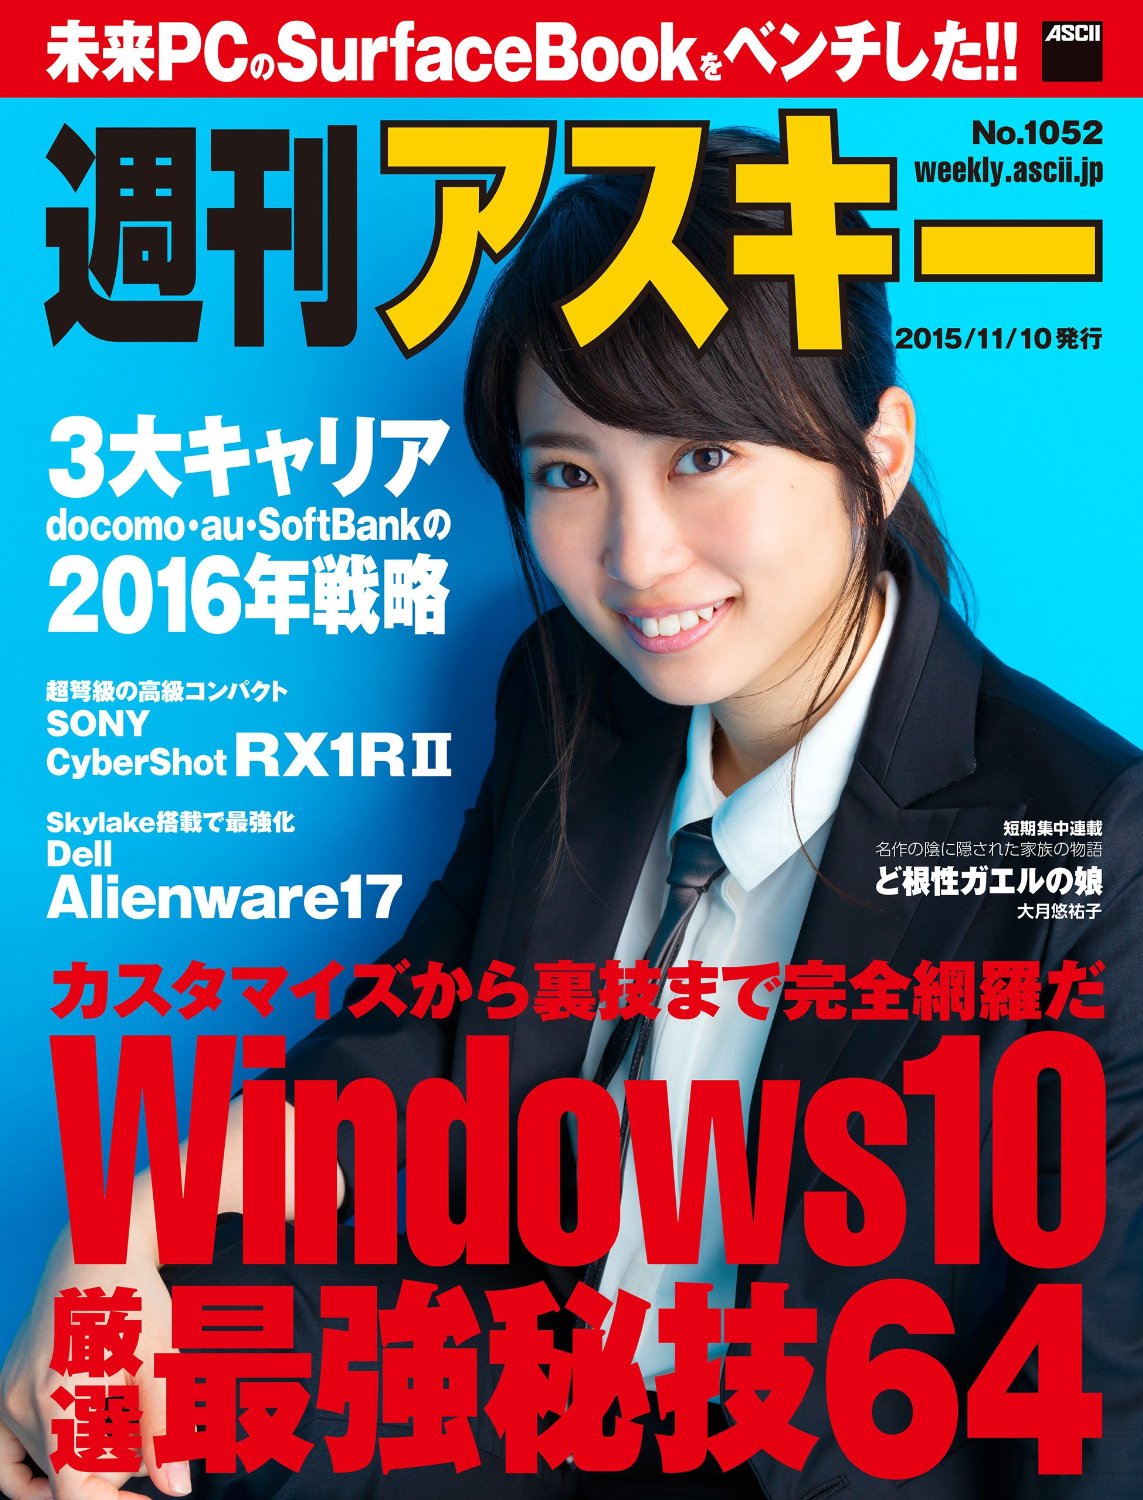 未来PCのSurfaceBookをベンチした!!
ASCII
週刊アスキー
No.1052
weekly.ascii.jp
2015/11/10発行
3大キャリア
docomo・au・SoftBankの
2016年戦略
超弩級の高級コンパクト
SONY
CyberShot RX1RⅡ
Skylake搭載で最強化
Dell
Alienware17
短期集中連載
名作の陰に隠された家族の物語
ど根性ガエルの娘
大月悠祐子
カスタマイズから裏技まで完全網羅だ
Windows10
厳選最強秘技64